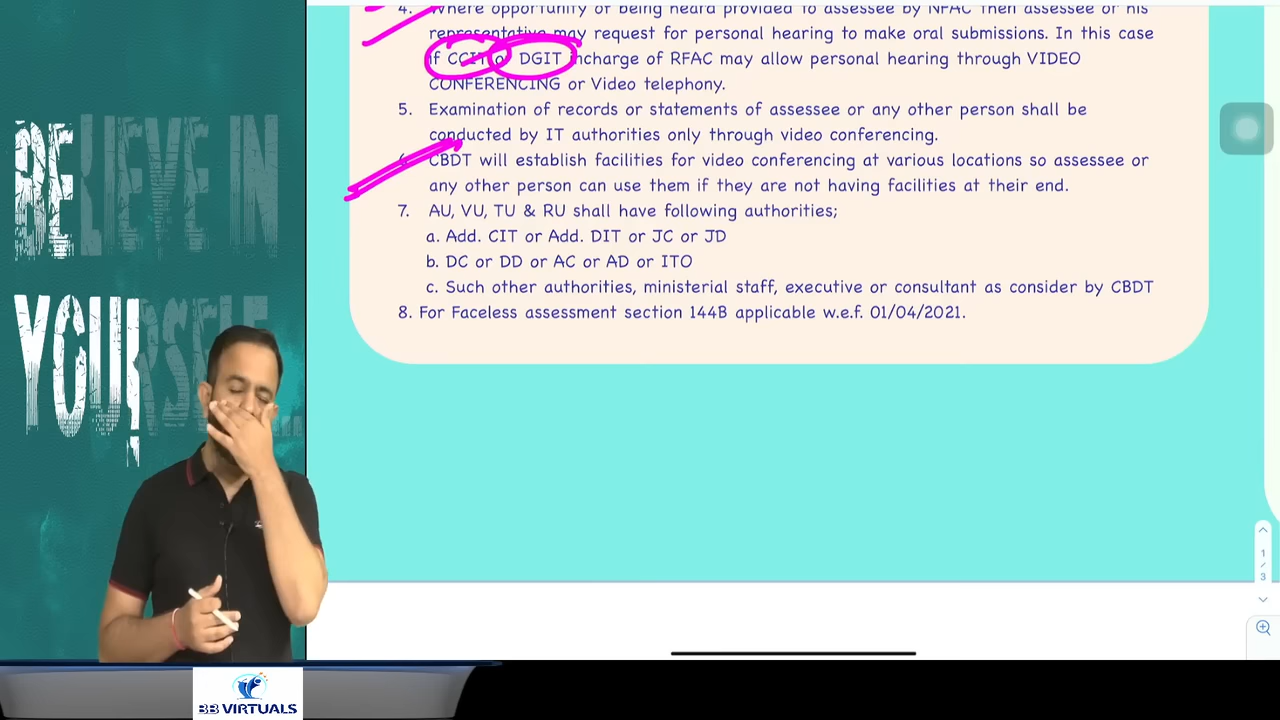 4. Where opportunity of being heard provided to assessee by NFAC then assessee or his
representative may request for personal hearing to make oral submissions. In this case
if CCIT or DGIT incharge of RFAC may allow personal hearing through VIDEO
CONFERENCING or Video telephony.
5. Examination of records or statements of assessee or any other person shall be
conducted by IT authorities only through video conferencing.
6. CBDT will establish facilities for video conferencing at various locations so assessee or
any other person can use them if they are not having facilities at their end.
7. AU, VU, TU & RU shall have following authorities;
a. Add. CIT or Add. DIT or JC or JD
b. DC or DD or AC or AD or ITO
c. Such other authorities, ministerial staff, executive or consultant as consider by CBDT
8. For Faceless assessment section 144B applicable w.e.f. 01/04/2021.
BELIEVE IN
YOURSELF...
1
/
3
BB VIRTUALS